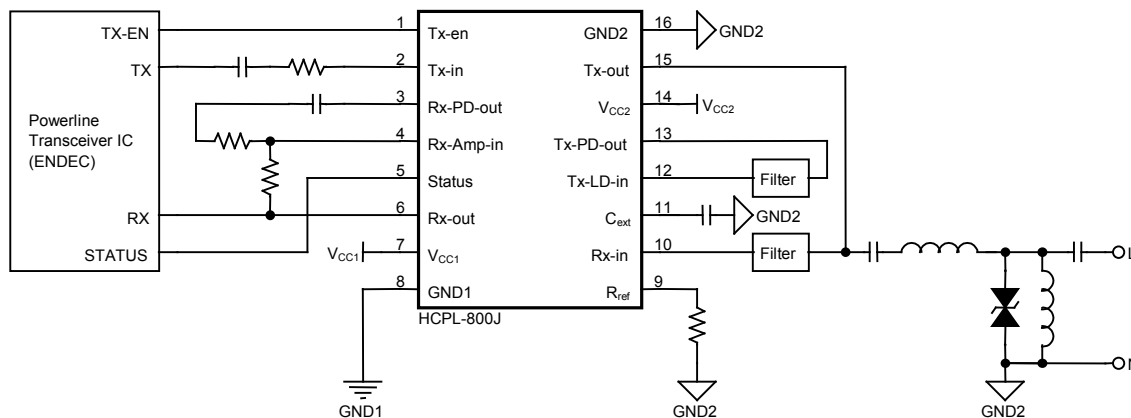 TX-EN
TX
Powerline
Transceiver IC
(ENDEC)
RX
STATUS
1
2
3
4
5
6
7
8
Tx-en
Tx-in
Rx-PD-out
Rx-Amp-in
Status
Rx-out
VCC1
VCC1
GND1
HCPL-800J
GND2
Tx-out
VCC2
Tx-PD-out
Tx-LD-in
Cext
Rx-in
Rref
16
15
14
13
12
11
10
9
GND2
VCC2
Filter
GND2
Filter
L
GND1
GND2
GND2